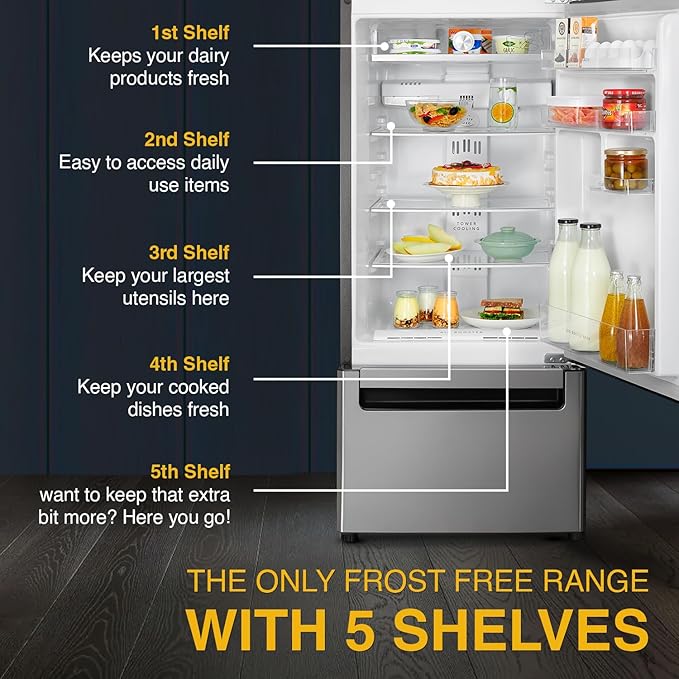 1st Shelf
Keeps your dairy
products fresh
2nd Shelf
Easy to access daily
use items
3rd Shelf
Keep your largest
utensils here
4th Shelf
Keep your cooked
dishes fresh
5th Shelf
want to keep that extra
bit more? Here you go!
TOWER
COOLING
THE ONLY FROST FREE RANGE
WITH 5 SHELVES